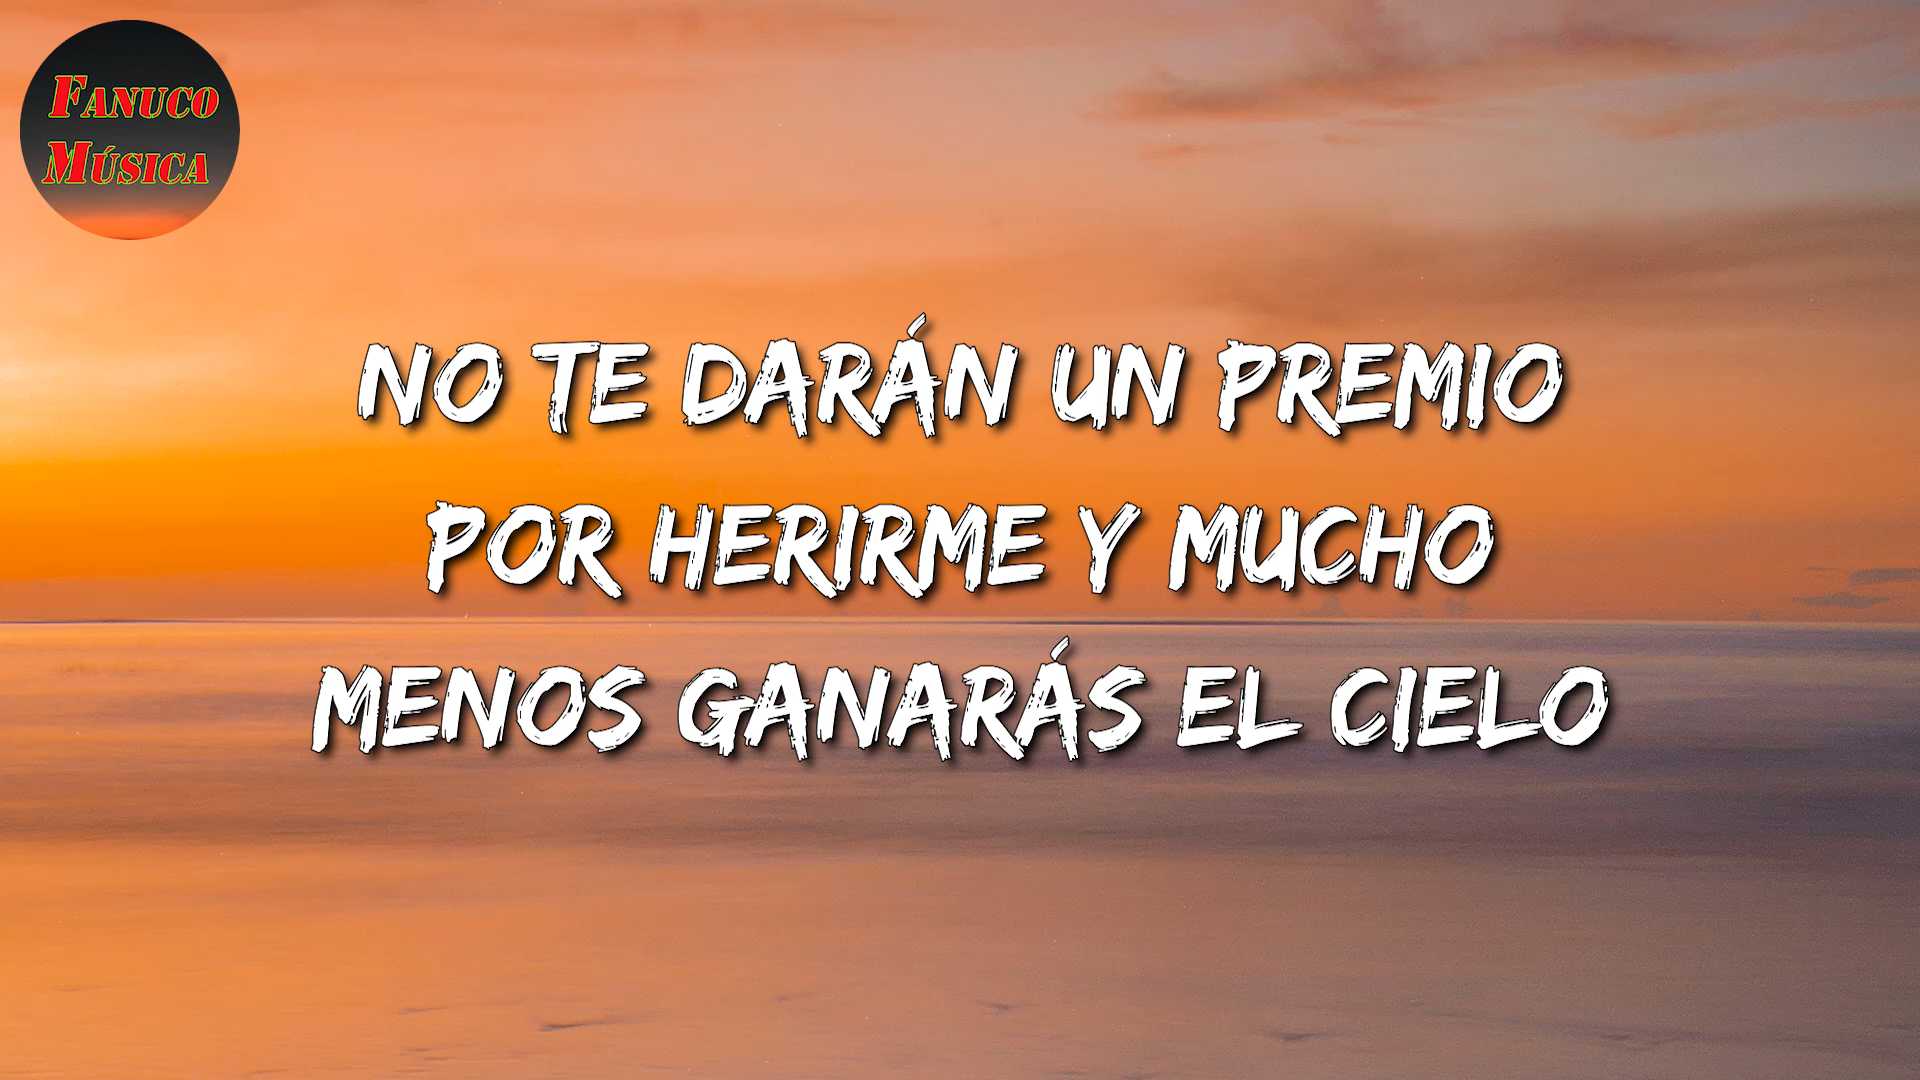 FANUCO
MÚSICA
NO TE DARÁN UN PREMIO
POR HERIRME Y MUCHO
MENOS GANARÁS EL CIELO